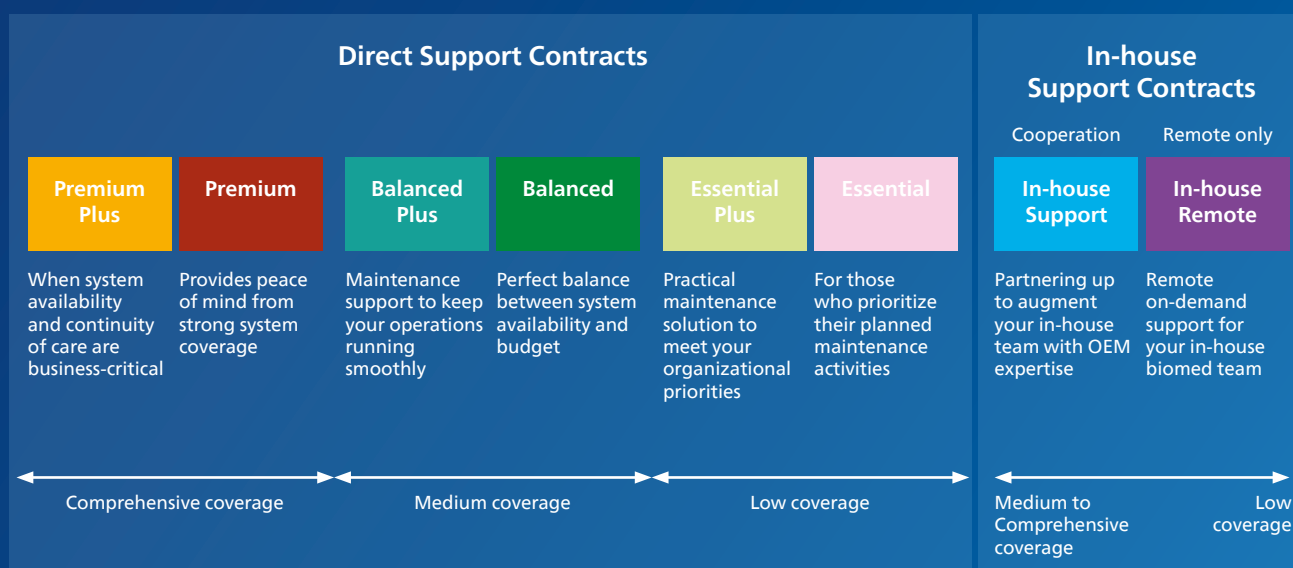 Direct Support Contracts
In-house
Support Contracts
Cooperation
Remote only
Premium
Plus
Premium
Balanced
Plus
Balanced
Essential
Plus
Essential
In-house
Support
In-house
Remote
When system
availability
and continuity
of care are
business-critical
Provides peace
of mind from
strong system
coverage
Maintenance
support to keep
your operations
running
smoothly
Perfect balance
between system
availability and
budget
Practical
maintenance
solution to
meet your
organizational
priorities
For those
who prioritize
their planned
maintenance
activities
Partnering up
to augment
your in-house
team with OEM
expertise
Remote
on-demand
support for
your in-house
biomed team
Comprehensive coverage
Medium coverage
Low coverage
Medium to
Comprehensive
coverage
Low
coverage